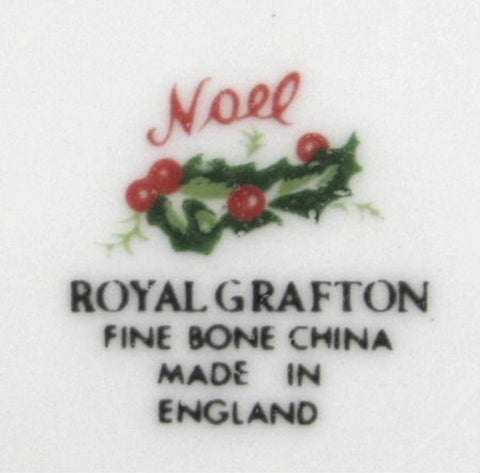 Noel
ROYAL GRAFTON
FINE BONE CHINA
MADE IN
ENGLAND